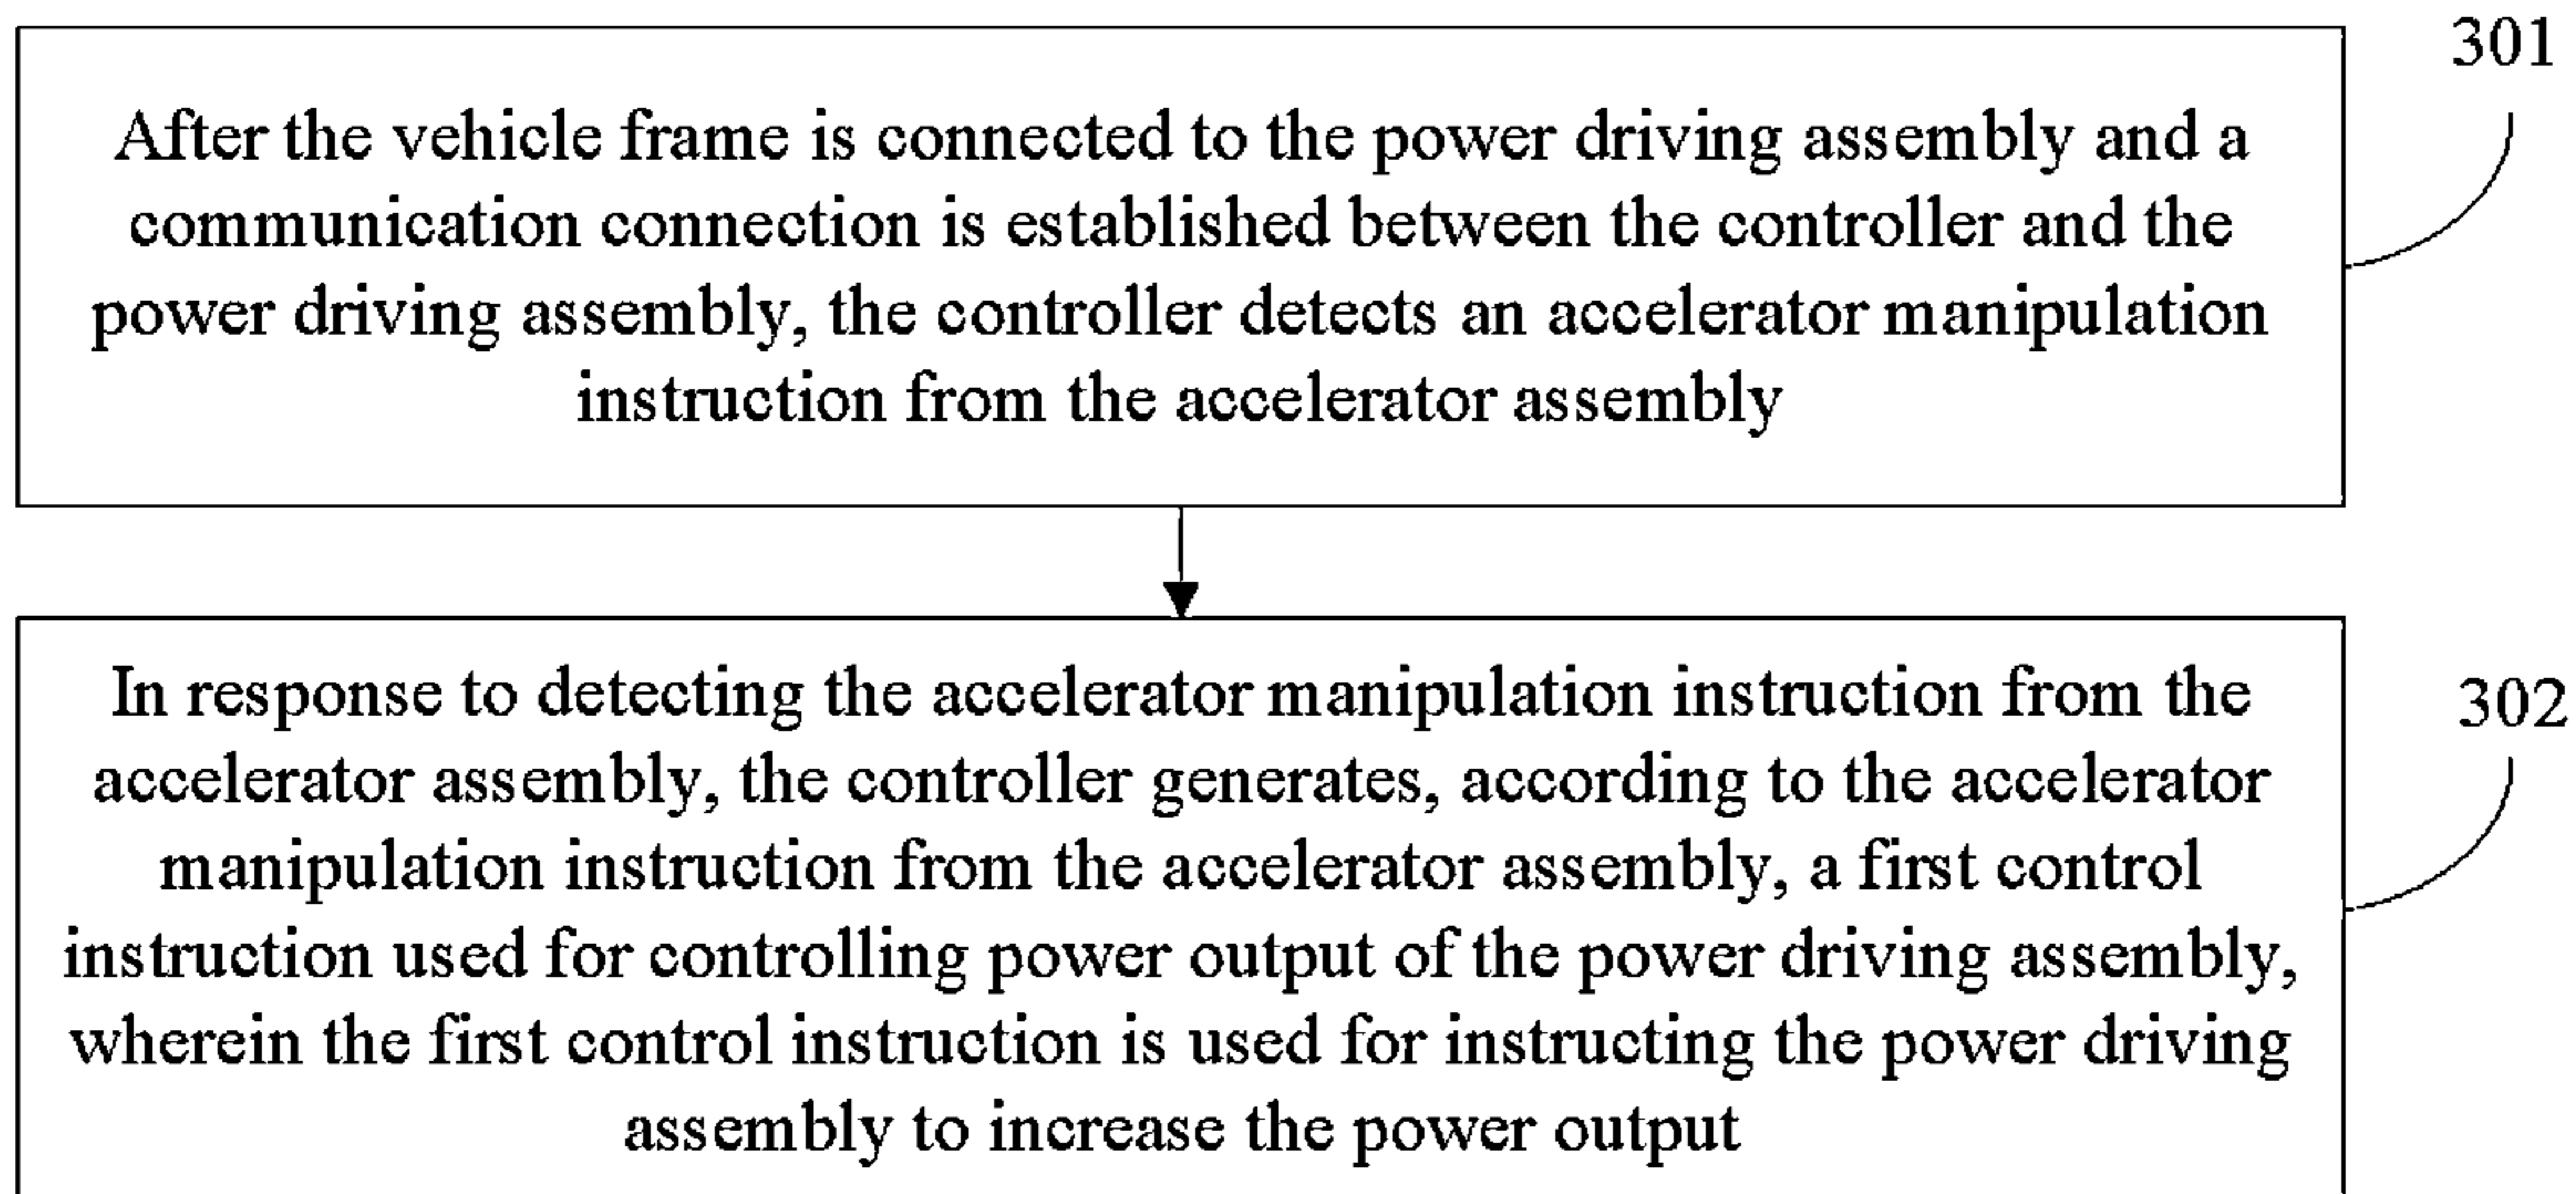 301
After the vehicle frame is connected to the power driving assembly and a
communication connection is established between the controller and the
power driving assembly, the controller detects an accelerator manipulation
instruction from the accelerator assembly
302
In response to detecting the accelerator manipulation instruction from the
accelerator assembly, the controller generates, according to the accelerator
manipulation instruction from the accelerator assembly, a first control
instruction used for controlling power output of the power driving assembly,
wherein the first control instruction is used for instructing the power driving
assembly to increase the power output